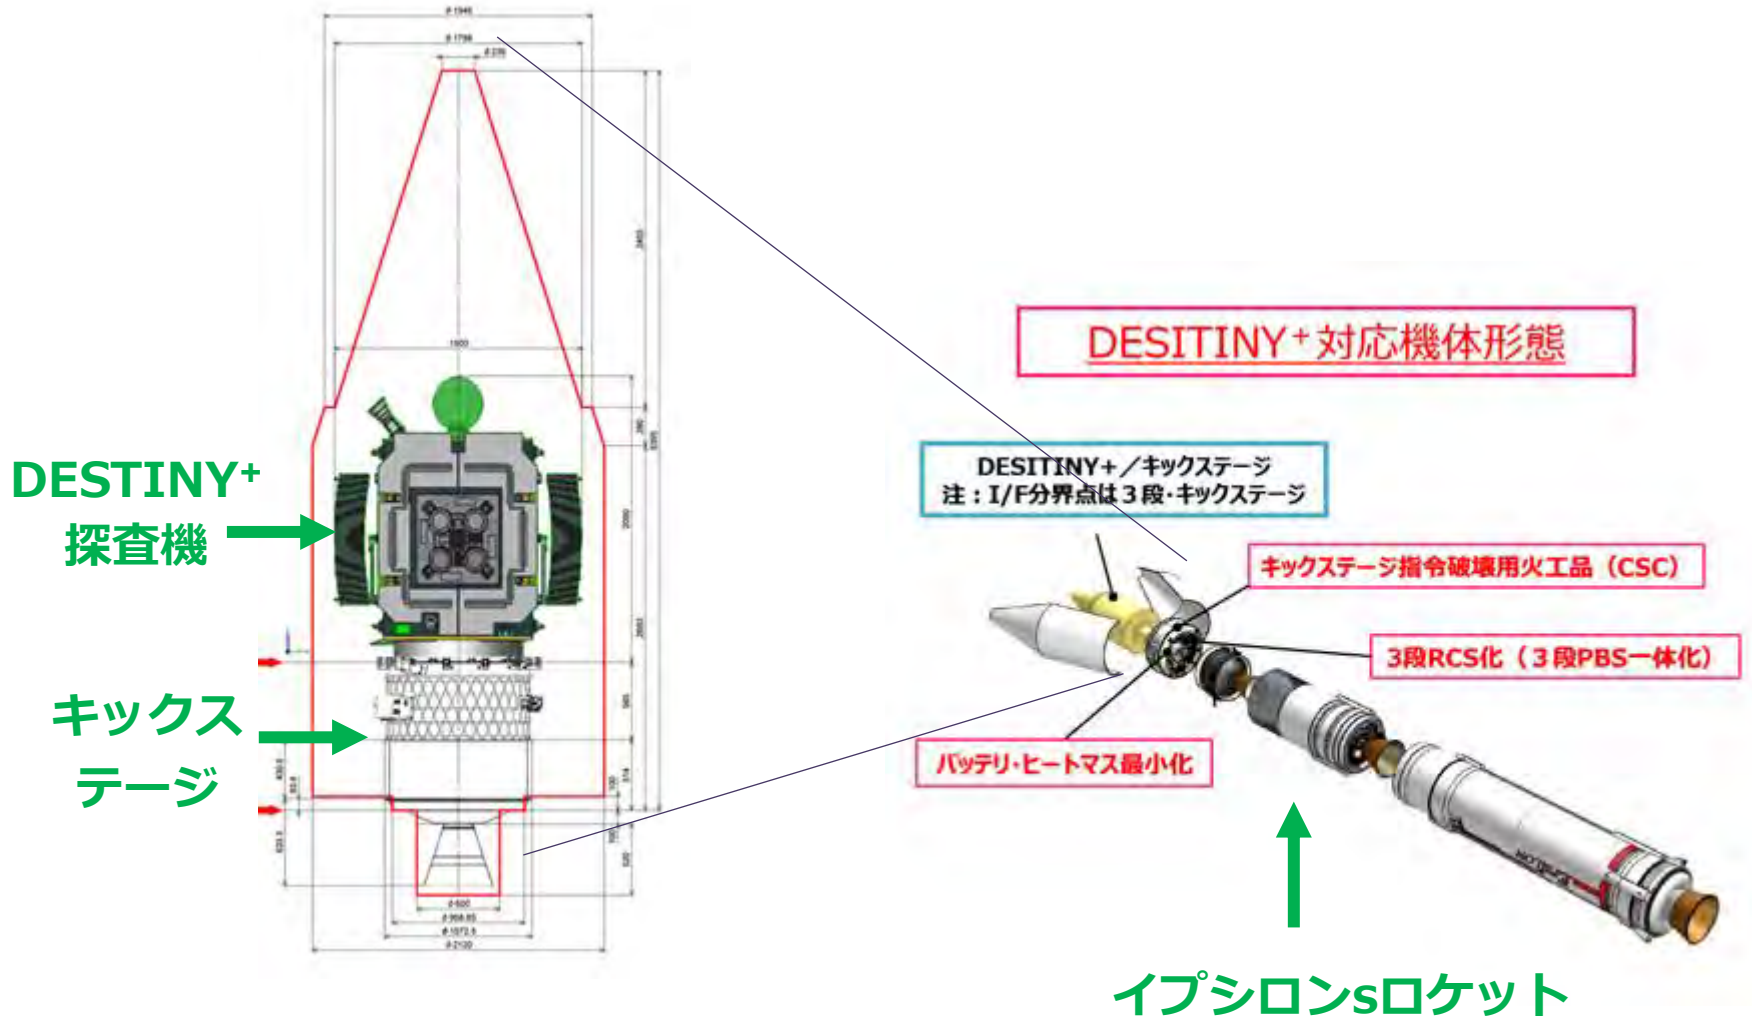 ø1946
ø1796
1600
DESTINY⁺
探査機
キックス
テージ
DESITINY⁺対応機体形態
DESITINY+／キックステージ
注：I/F分界点は３段・キックステージ
キックステージ指令破壊用火工品（CSC）
3段RCS化（３段PBS一体化）
バッテリ・ヒートマス最小化
イプシロンsロケット
ø2120